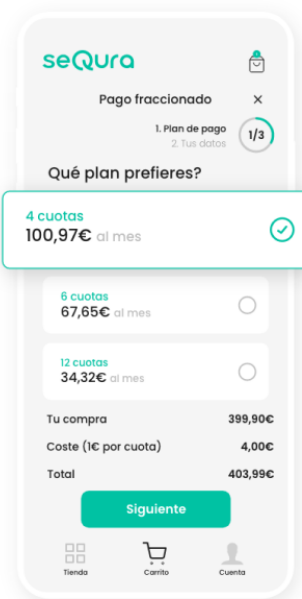 seQura
Pago fraccionado ×
1. Plan de pago
2. Tus datos
1/3
Qué plan prefieres?
4 cuotas
100,97€ al mes
6 cuotas
67,65€ al mes
12 cuotas
34,32€ al mes
Tu compra 399,90€
Coste (1€ por cuota) 4,00€
Total 403,99€
Siguiente
Tienda Carrito Cuenta